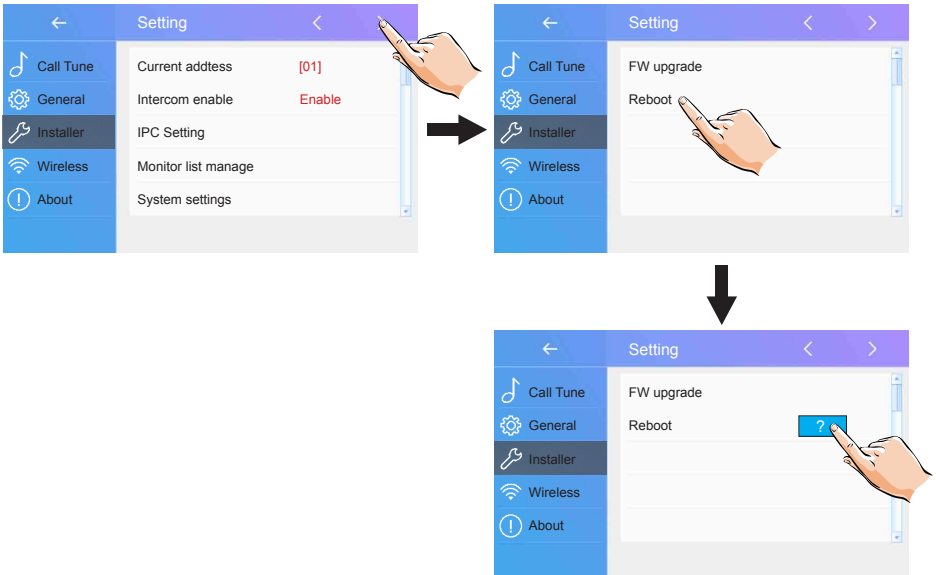 Setting
Call Tune
General
Installer
Wireless
About
Current addtess [01]
Intercom enable Enable
IPC Setting
Monitor list manage
System settings
Setting
Call Tune
General
Installer
Wireless
About
FW upgrade
Reboot
Setting
Call Tune
General
Installer
Wireless
About
FW upgrade
Reboot ?